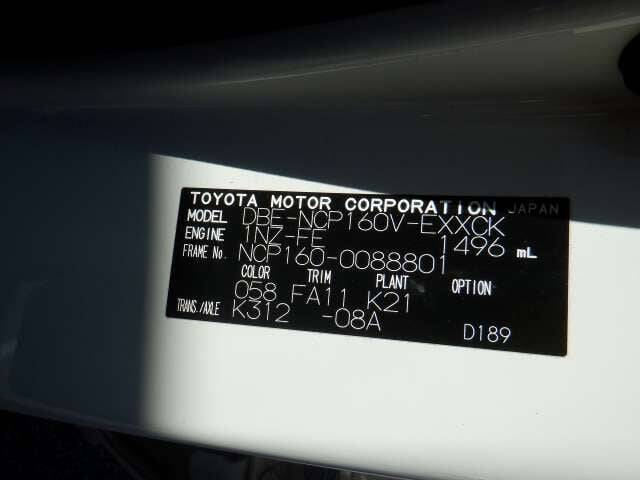 TOYOTA MOTOR CORPORATION JAPAN
MODEL DBE-NCP160V-EXXCK
ENGINE 1NZ-FE 1496 mL
FRAME No. NCP160-0088801
COLOR TRIM PLANT OPTION
058 FA11 K21
TRANS./AXLE K312 -08A
D189